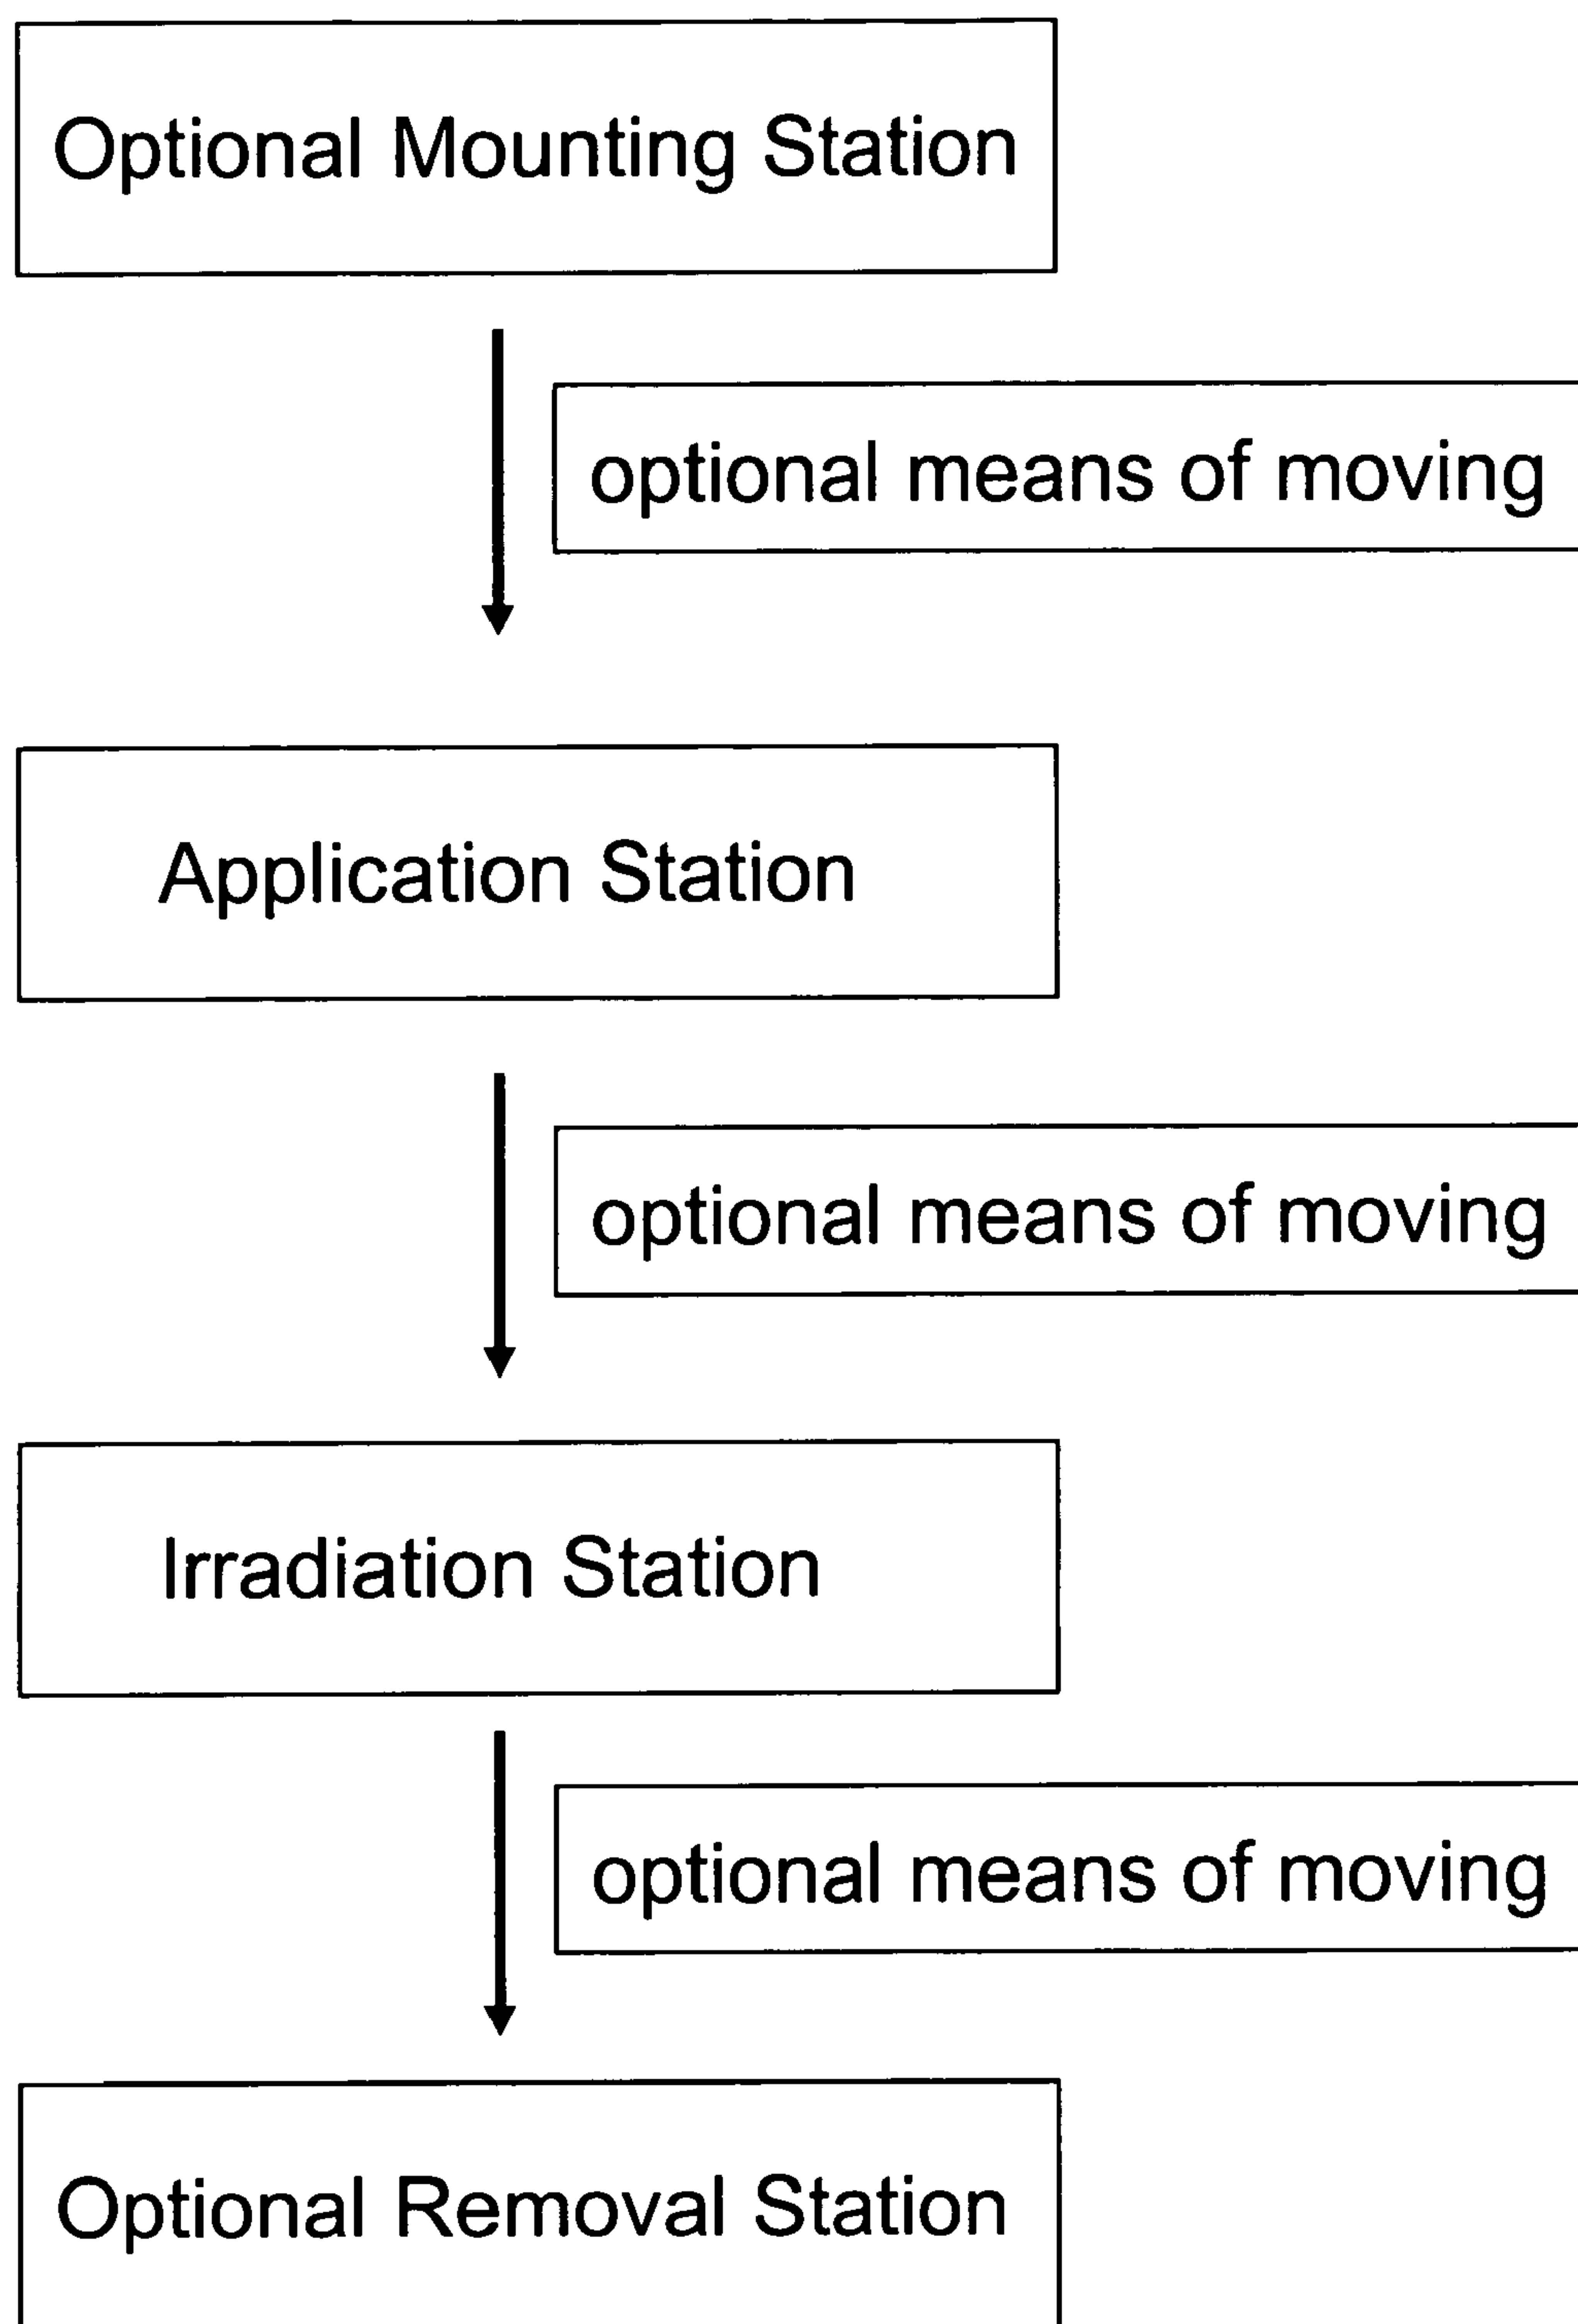 Optional Mounting Station
optional means of moving
Application Station
optional means of moving
Irradiation Station
optional means of moving
Optional Removal Station